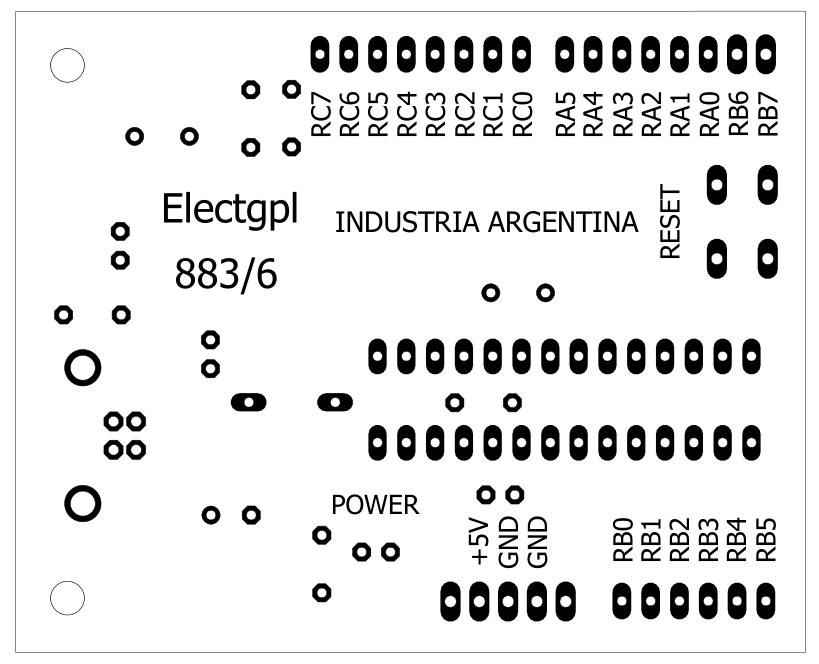 RC7 RC6 RC5 RC4 RC3 RC2 RC1 RC0 RA5 RA4 RA3 RA2 RA1 RA0 RB6 RB7
Electgpl
INDUSTRIA ARGENTINA
RESET
883/6
POWER
+5V GND GND
RB0 RB1 RB2 RB3 RB4 RB5